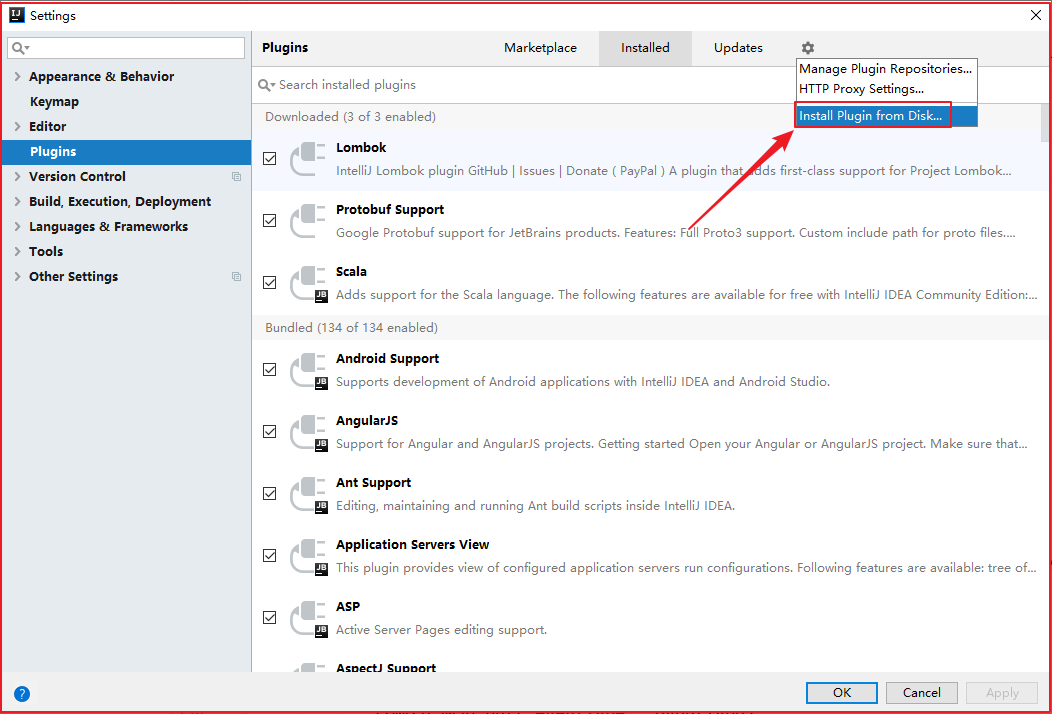 IJ Settings
Plugins Marketplace Installed Updates
Manage Plugin Repositories...
HTTP Proxy Settings...
Install Plugin from Disk...
Appearance & Behavior
Keymap
Editor
Plugins
Version Control
Build, Execution, Deployment
Languages & Frameworks
Tools
Other Settings
Search installed plugins
Downloaded (3 of 3 enabled)
Lombok
IntelliJ Lombok plugin GitHub | Issues | Donate ( PayPal ) A plugin that adds first-class support for Project Lombok...
Protobuf Support
Google Protobuf support for JetBrains products. Features: Full Proto3 support. Custom include path for proto files....
Scala
JB
Adds support for the Scala language. The following features are available for free with IntelliJ IDEA Community Edition:...
Bundled (134 of 134 enabled)
Android Support
JB
Supports development of Android applications with IntelliJ IDEA and Android Studio.
AngularJS
JB
Support for Angular and AngularJS projects. Getting started Open your Angular or AngularJS project. Make sure that...
Ant Support
JB
Editing, maintaining and running Ant build scripts inside IntelliJ IDEA.
Application Servers View
JB
This plugin provides view of configured application servers run configurations. Following features are available: tree of...
ASP
JB
Active Server Pages editing support.
AspectJ Support
?
OK Cancel Apply